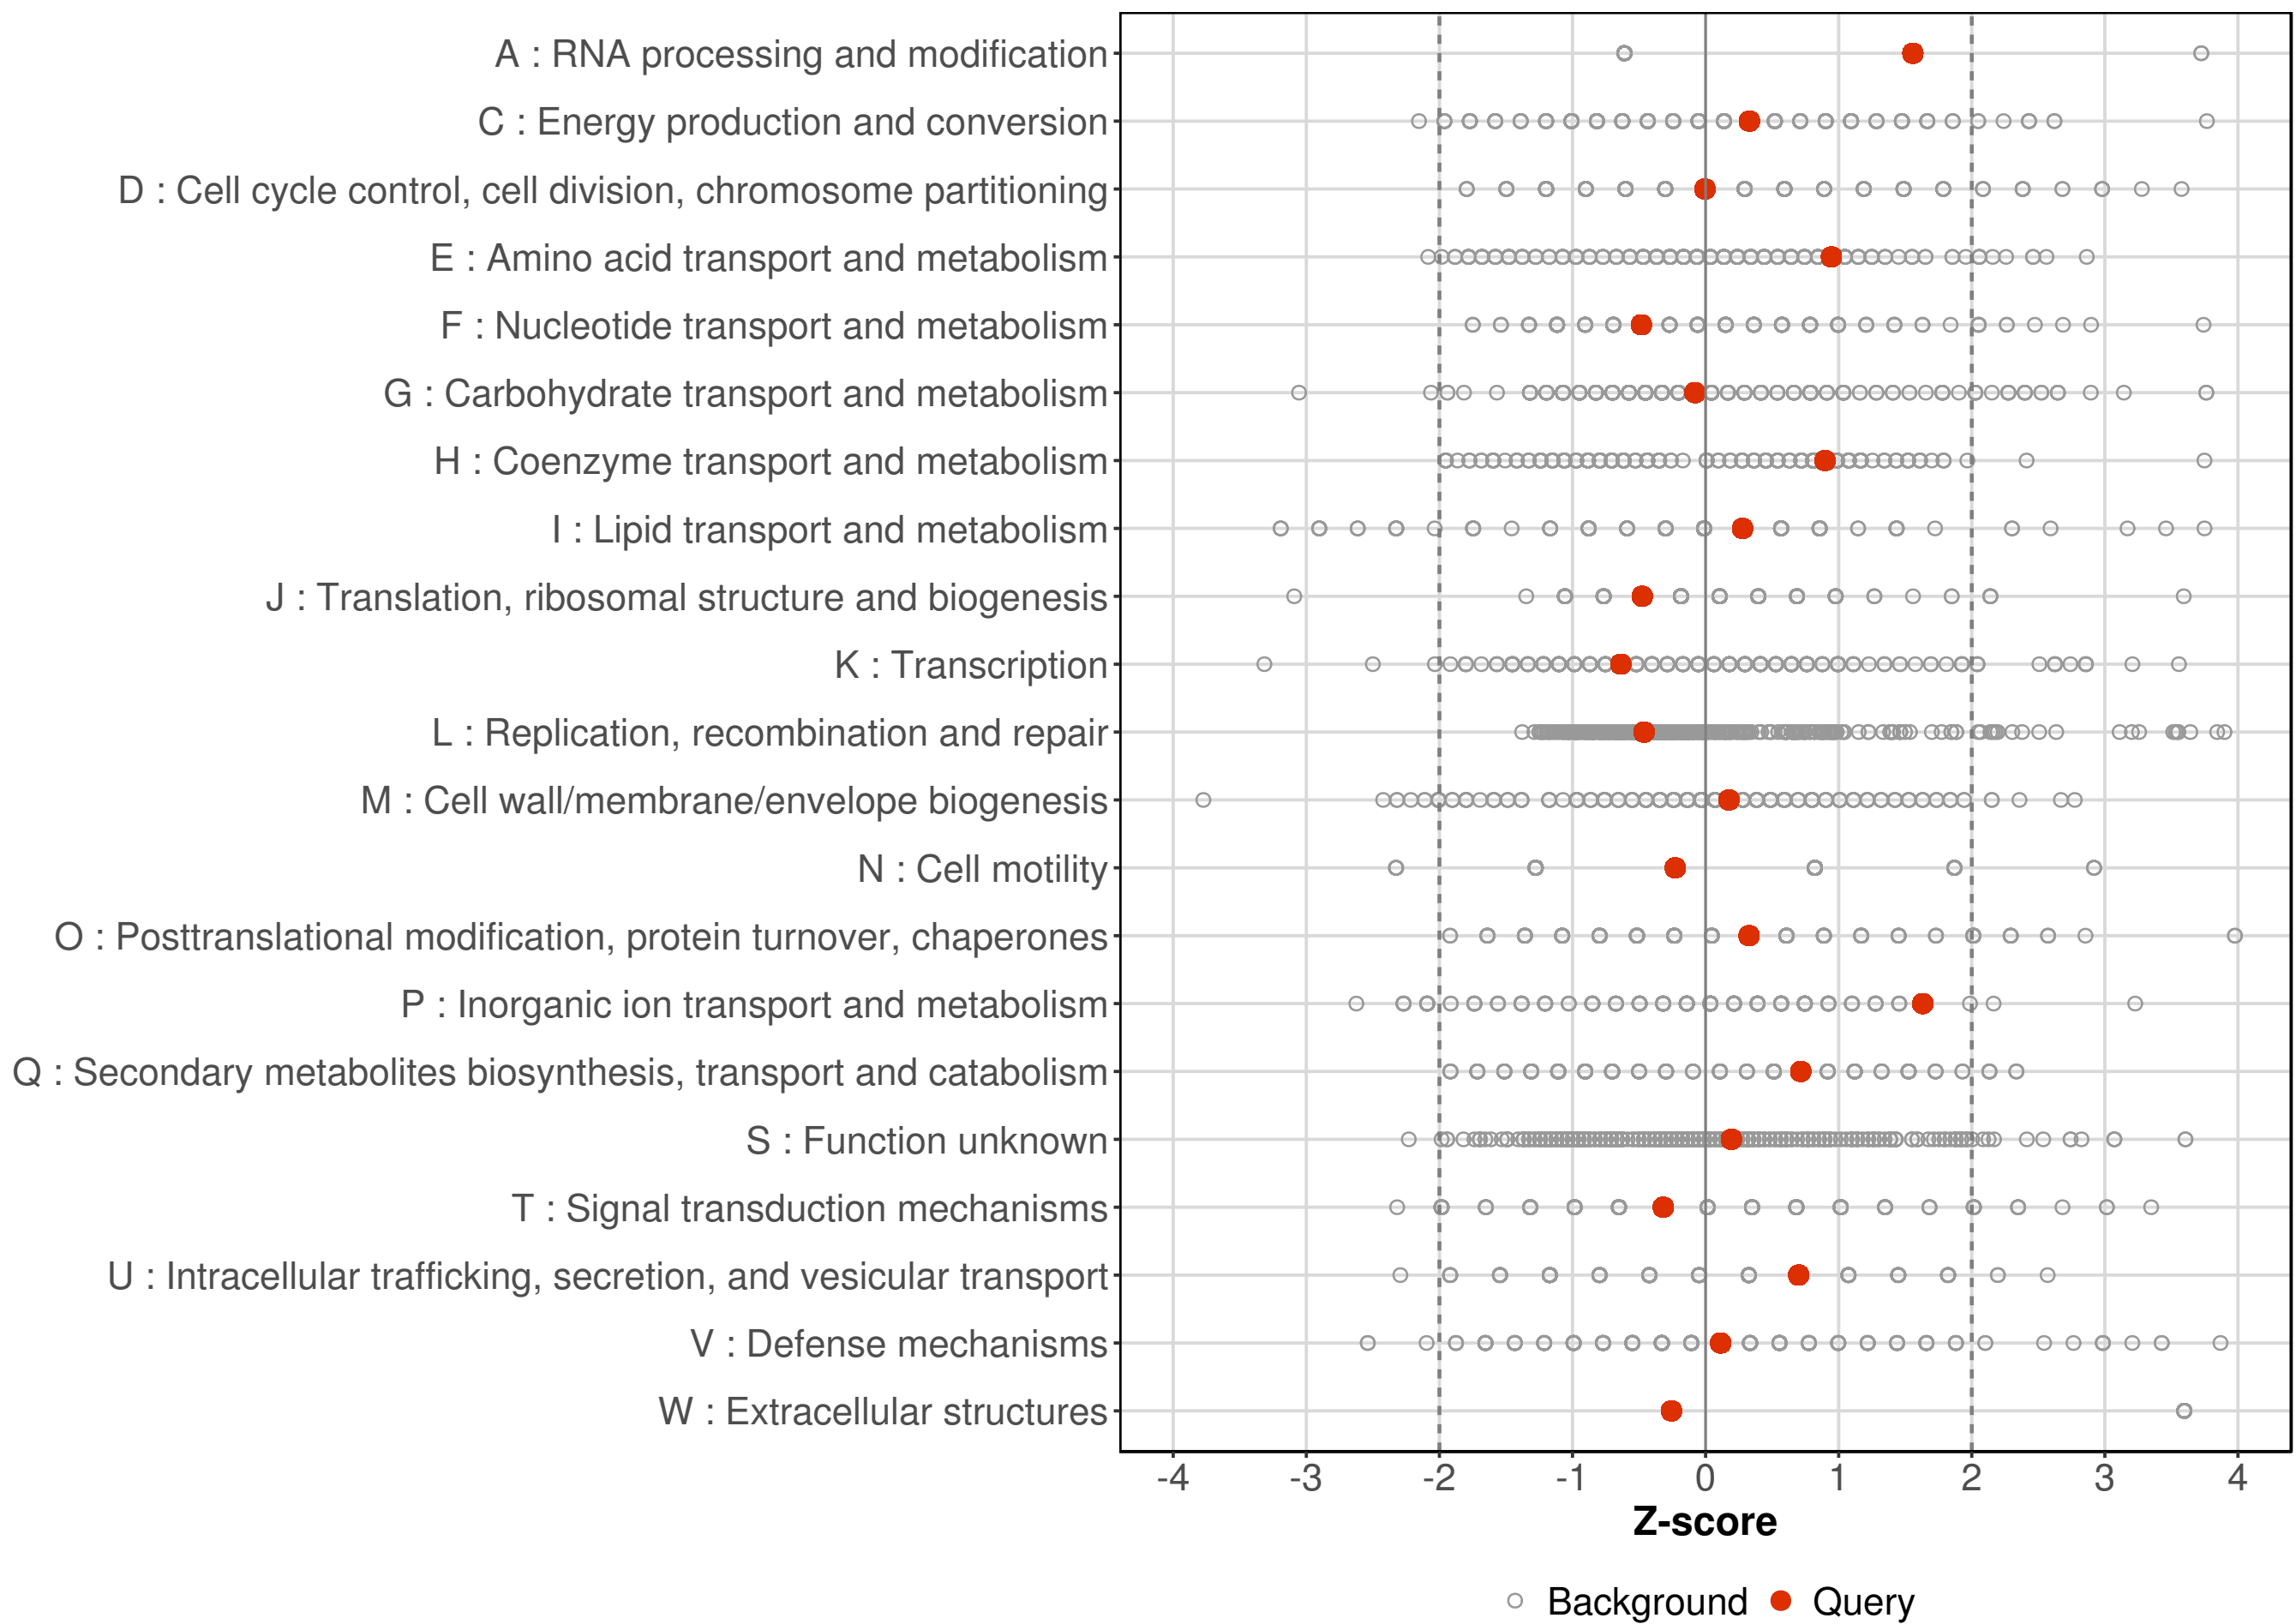 A : RNA processing and modification
C : Energy production and conversion
D : Cell cycle control, cell division, chromosome partitioning
E : Amino acid transport and metabolism
F : Nucleotide transport and metabolism
G : Carbohydrate transport and metabolism
H : Coenzyme transport and metabolism
I : Lipid transport and metabolism
J : Translation, ribosomal structure and biogenesis
K : Transcription
L : Replication, recombination and repair
M : Cell wall/membrane/envelope biogenesis
N : Cell motility
O : Posttranslational modification, protein turnover, chaperones
P : Inorganic ion transport and metabolism
Q : Secondary metabolites biosynthesis, transport and catabolism
S : Function unknown
T : Signal transduction mechanisms
U : Intracellular trafficking, secretion, and vesicular transport
V : Defense mechanisms
W : Extracellular structures
-4 -3 -2 -1 0 1 2 3 4
Z-score
Background Query